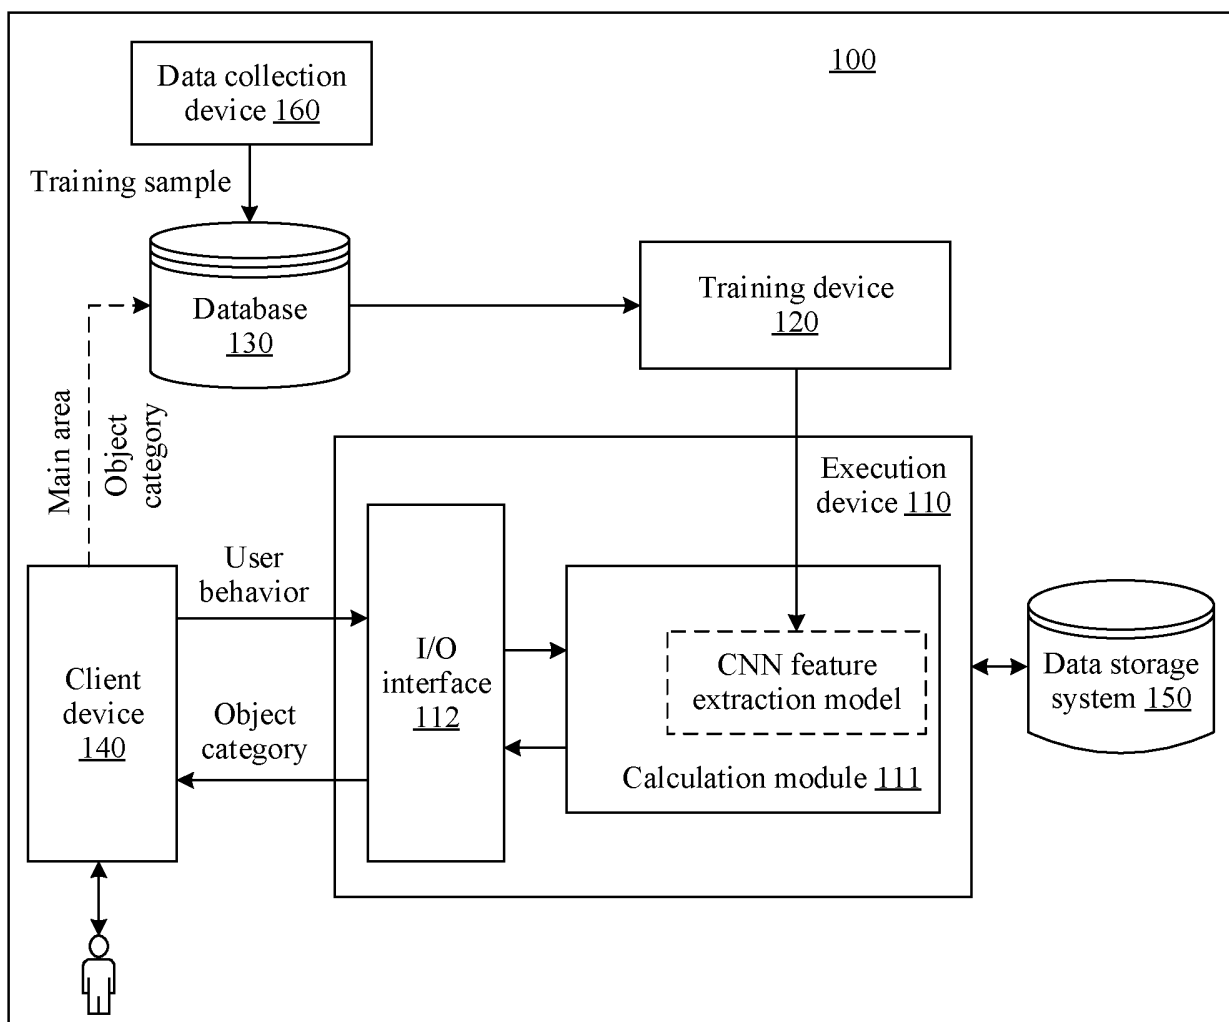 100
Data collection
device 160
Training sample
Database
130
Training device
120
Main area
Object
category
Execution
device 110
User
behavior
I/O
interface
112
CNN feature
extraction model
Calculation module 111
Data storage
system 150
Client
device
140
Object
category